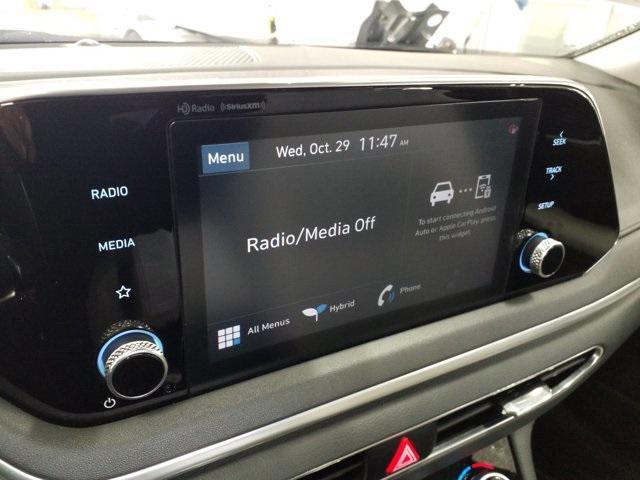 HD Radio ((SiriusXM))
Menu
Wed, Oct. 29 11:47 AM
RADIO
MEDIA
Radio/Media Off
To start connecting Android
Auto or Apple CarPlay, press
this widget.
All Menus
Hybrid
Phone
SEEK
TRACK
SETUP